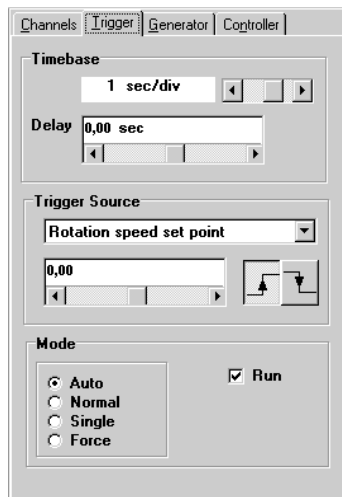 Channels Trigger Generator Controller
Timebase
1 sec/div
Delay 0,00 sec
Trigger Source
Rotation speed set point
0,00
Mode
Auto
Normal
Single
Force
Run